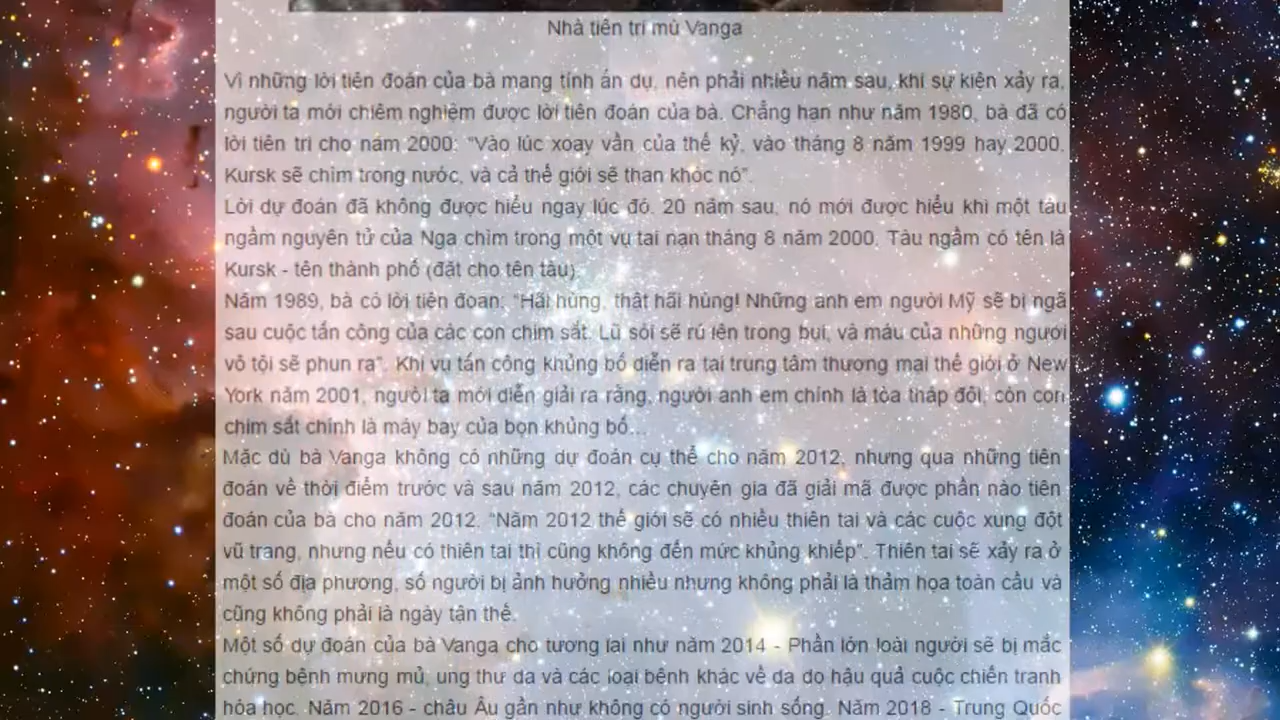 Nhà tiên tri mù Vanga
Vì những lời tiên đoán của bà mang tính ẩn dụ, nên phải nhiều năm sau, khi sự kiện xảy ra,
người ta mới chiêm nghiệm được lời tiên đoán của bà. Chẳng hạn như năm 1980, bà đã có
lời tiên tri cho năm 2000: "Vào lúc xoay vần của thế kỷ, vào tháng 8 năm 1999 hay 2000,
Kursk sẽ chìm trong nước, và cả thế giới sẽ than khóc nó".
Lời dự đoán đã không được hiểu ngay lúc đó. 20 năm sau, nó mới được hiểu khi một tàu
ngầm nguyên tử của Nga chìm trong một vụ tai nạn tháng 8 năm 2000. Tàu ngầm có tên là
Kursk - tên thành phố (đặt cho tên tàu).
Năm 1989, bà có lời tiên đoán: "Hãi hùng, thật hãi hùng! Những anh em người Mỹ sẽ bị ngã
sau cuộc tấn công của các con chim sắt. Lũ sói sẽ rú lên trong bụi, và máu của những người
vô tội sẽ phun ra". Khi vụ tấn công khủng bố diễn ra tại trung tâm thương mại thế giới ở New
York năm 2001, người ta mới diễn giải ra rằng, người anh em chính là tòa tháp đôi, còn con
chim sắt chính là máy bay của bọn khủng bố...
Mặc dù bà Vanga không có những dự đoán cụ thể cho năm 2012, nhưng qua những tiên
đoán về thời điểm trước và sau năm 2012, các chuyên gia đã giải mã được phần nào tiên
đoán của bà cho năm 2012. "Năm 2012 thế giới sẽ có nhiều thiên tai và các cuộc xung đột
vũ trang, nhưng nếu có thiên tai thì cũng không đến mức khủng khiếp". Thiên tai sẽ xảy ra ở
một số địa phương, số người bị ảnh hưởng nhiều nhưng không phải là thảm họa toàn cầu và
cũng không phải là ngày tận thế.
Một số dự đoán của bà Vanga cho tương lai như năm 2014 - Phần lớn loài người sẽ bị mắc
chứng bệnh mưng mủ, ung thư da và các loại bệnh khác về da do hậu quả cuộc chiến tranh
hóa học. Năm 2016 - châu Âu gần như không có người sinh sống. Năm 2018 - Trung Quốc